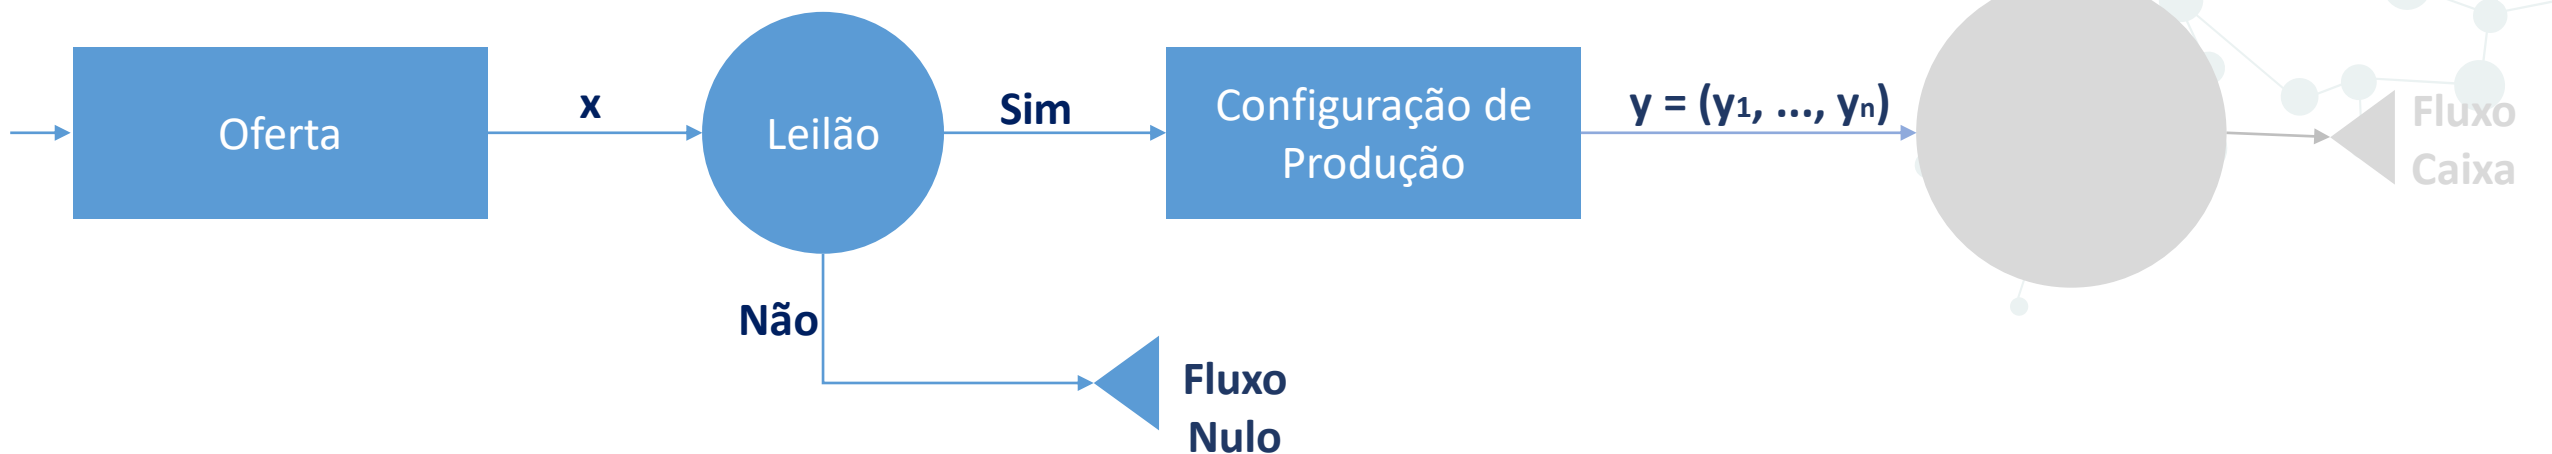 Oferta
x
Leilão
Sim
Configuração de
Produção
y = (y1, ..., yn)
Fluxo
Caixa
Não
Fluxo
Nulo